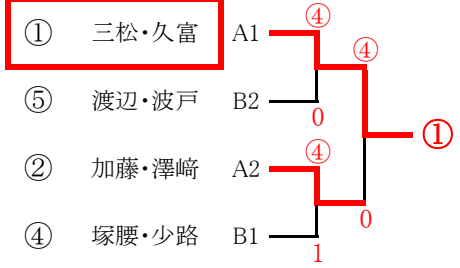 ① 三松・久富 A1 ④
④
⑤ 渡辺・波戸 B2 0
①
② 加藤・澤﨑 A2 ④
0
④ 塚腰・少路 B1 1